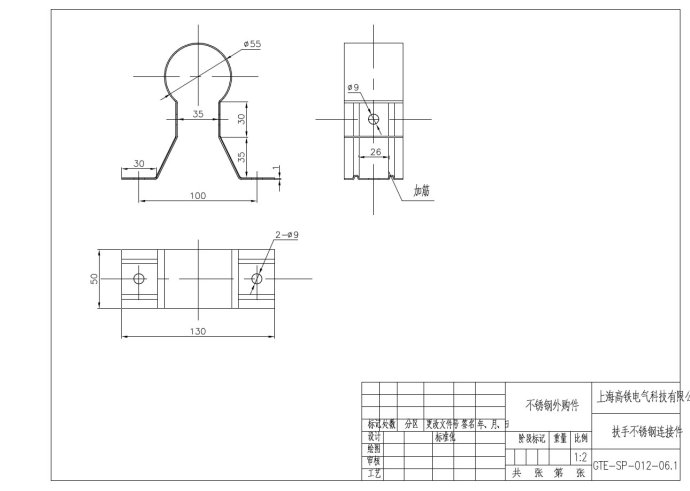 ø55
ø9
35
30
35
30
1
100
26
加筋
2-ø9
50
130
标记 处数 分区 更改文件号 签名 年、月、日
设计 标准化
绘图
审核
工艺
不锈钢外购件
阶段标记 重量 比例
1:2
共 张 第 张
上海高铁电气科技有限公
扶手不锈钢连接件
GTE-SP-012-06.1